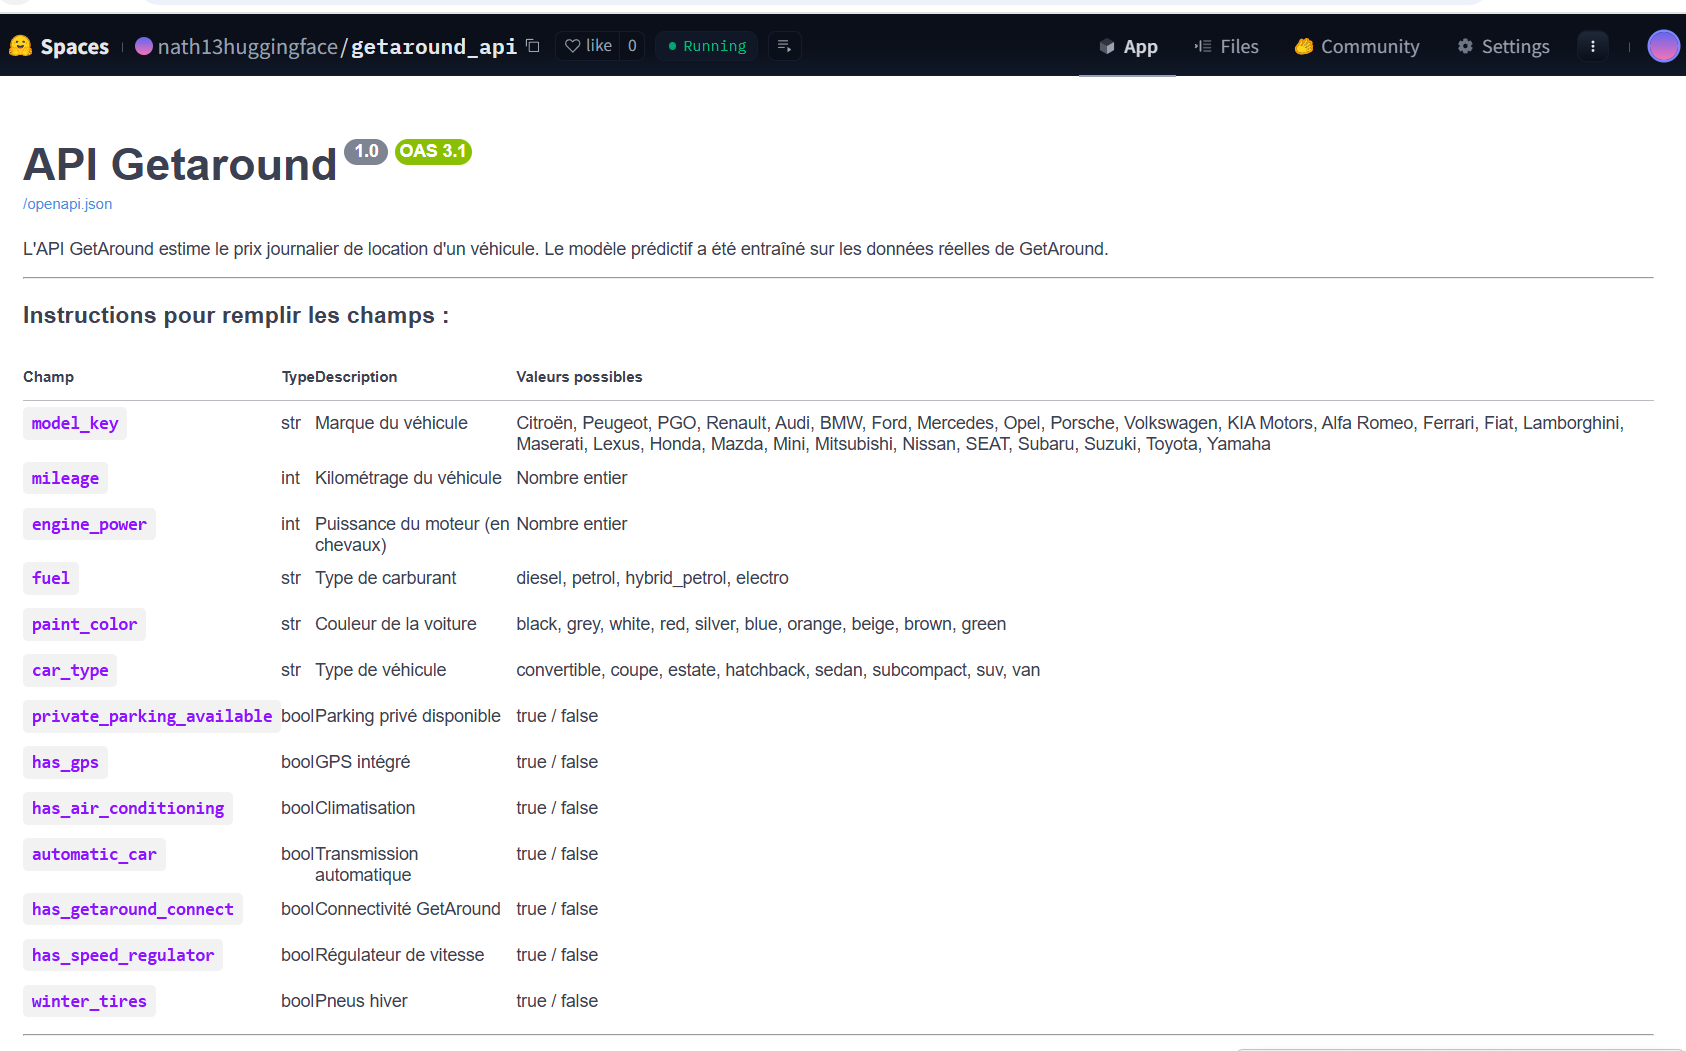 Spaces nath13huggingface/getaround_api like 0 Running App Files Community Settings
API Getaround 1.0 OAS 3.1
/openapi.json
L'API GetAround estime le prix journalier de location d'un véhicule. Le modèle prédictif a été entraîné sur les données réelles de GetAround.
Instructions pour remplir les champs :
Champ Type Description Valeurs possibles
model_key str Marque du véhicule Citroën, Peugeot, PGO, Renault, Audi, BMW, Ford, Mercedes, Opel, Porsche, Volkswagen, KIA Motors, Alfa Romeo, Ferrari, Fiat, Lamborghini,
Maserati, Lexus, Honda, Mazda, Mini, Mitsubishi, Nissan, SEAT, Subaru, Suzuki, Toyota, Yamaha
mileage int Kilométrage du véhicule Nombre entier
engine_power int Puissance du moteur (en Nombre entier
chevaux)
fuel str Type de carburant diesel, petrol, hybrid_petrol, electro
paint_color str Couleur de la voiture black, grey, white, red, silver, blue, orange, beige, brown, green
car_type str Type de véhicule convertible, coupe, estate, hatchback, sedan, subcompact, suv, van
private_parking_available bool Parking privé disponible true / false
has_gps bool GPS intégré true / false
has_air_conditioning bool Climatisation true / false
automatic_car bool Transmission true / false
automatique
has_getaround_connect bool Connectivité GetAround true / false
has_speed_regulator bool Régulateur de vitesse true / false
winter_tires bool Pneus hiver true / false